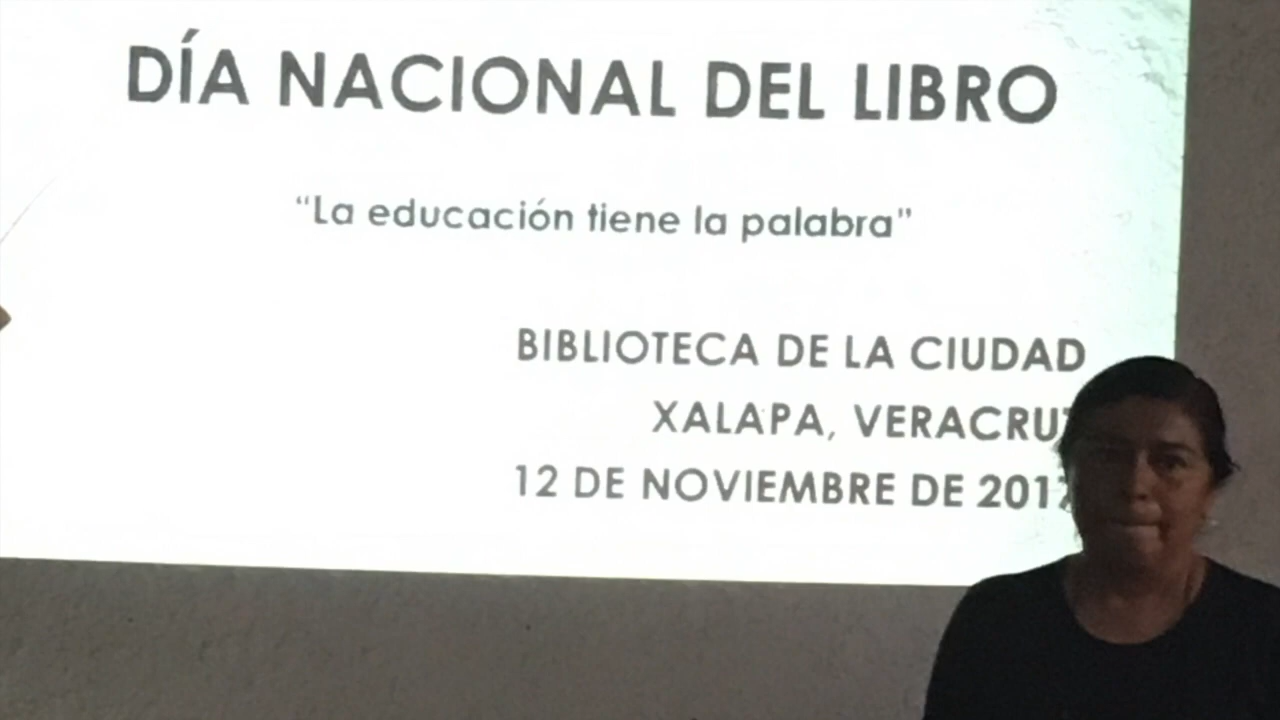 DÍA NACIONAL DEL LIBRO
“La educación tiene la palabra”
BIBLIOTECA DE LA CIUDAD
XALAPA, VERACRUZ
12 DE NOVIEMBRE DE 2017